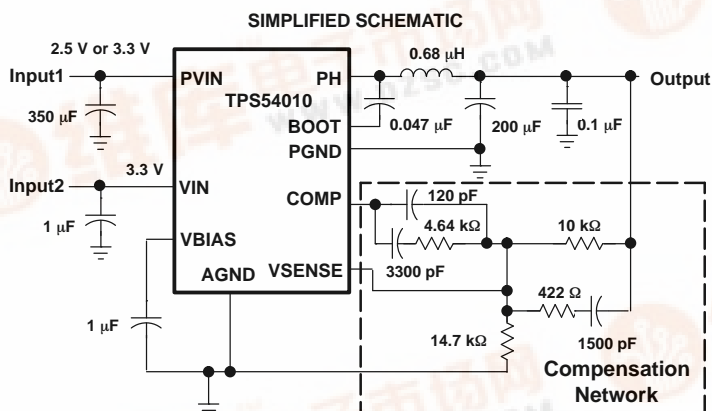 SIMPLIFIED SCHEMATIC
2.5 V or 3.3 V
0.68 μH
Input1
PVIN
PH
Output
TPS54010
350 μF
BOOT
0.047 μF
200 μF
0.1 μF
PGND
3.3 V
Input2
VIN
COMP
120 pF
1 μF
4.64 kΩ
10 kΩ
VBIAS
3300 pF
AGND
VSENSE
422 Ω
1 μF
14.7 kΩ
1500 pF
Compensation
Network